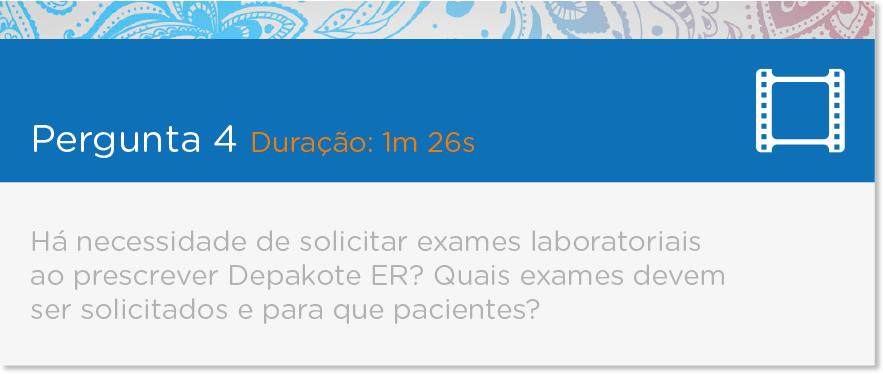 Pergunta 4 Duração: 1m 26s
Há necessidade de solicitar exames laboratoriais
ao prescrever Depakote ER? Quais exames devem
ser solicitados e para que pacientes?